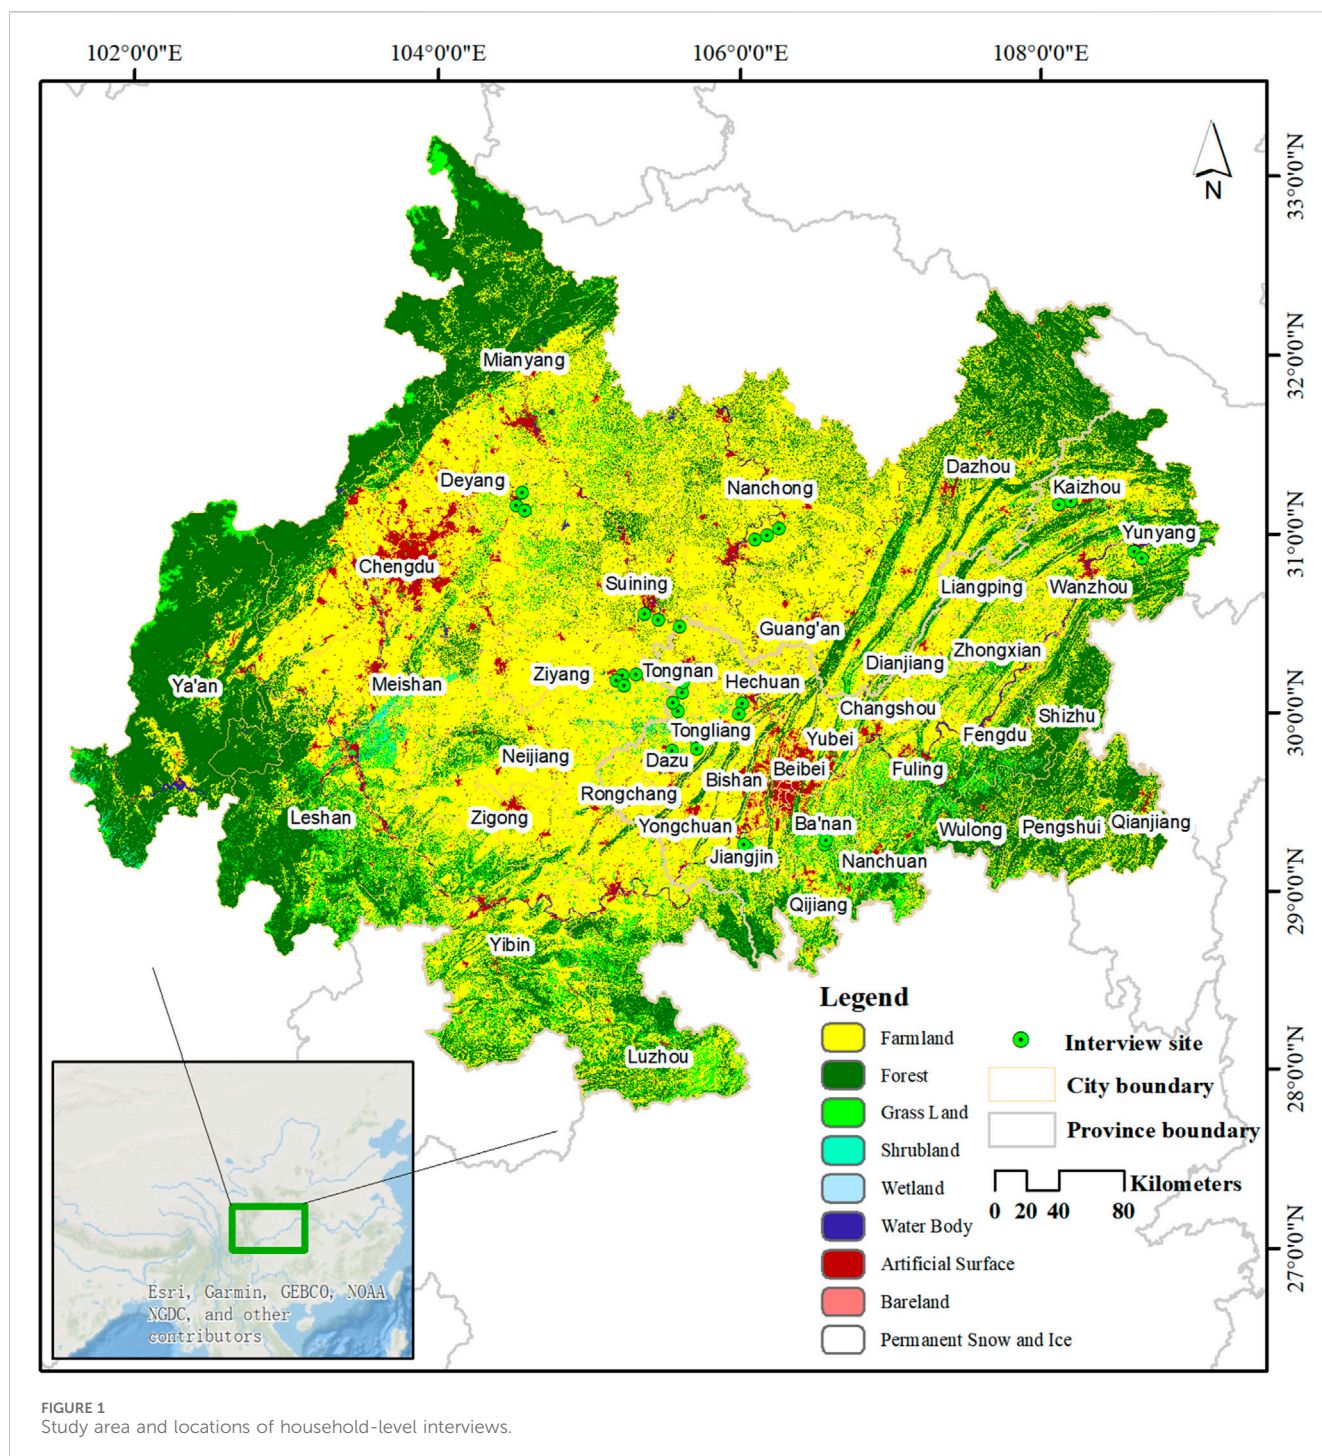 102°0'0"E
104°0'0"E
106°0'0"E
108°0'0"E
33°0'0"N
32°0'0"N
31°0'0"N
30°0'0"N
29°0'0"N
28°0'0"N
27°0'0"N
N
Mianyang
Deyang
Nanchong
Dazhou
Kaizhou
Yunyang
Chengdu
Suining
Liangping
Wanzhou
Guang'an
Zhongxian
Dianjiang
Ziyang
Tongnan
Hechuan
Ya'an
Meishan
Changshou
Shizhu
Tongliang
Yubei
Fengdu
Neijiang
Dazu
Bishan
Beibei
Fuling
Rongchang
Leshan
Zigong
Yongchuan
Ba'nan
Wulong
Pengshui
Qianjiang
Jiangjin
Nanchuan
Qijiang
Yibin
Luzhou
Legend
Farmland
Forest
Grass Land
Shrubland
Wetland
Water Body
Artificial Surface
Bareland
Permanent Snow and Ice
Interview site
City boundary
Province boundary
Kilometers
0 20 40 80
Esri, Garmin, GEBCO, NOAA
NGDC, and other
contributors
FIGURE 1
Study area and locations of household-level interviews.